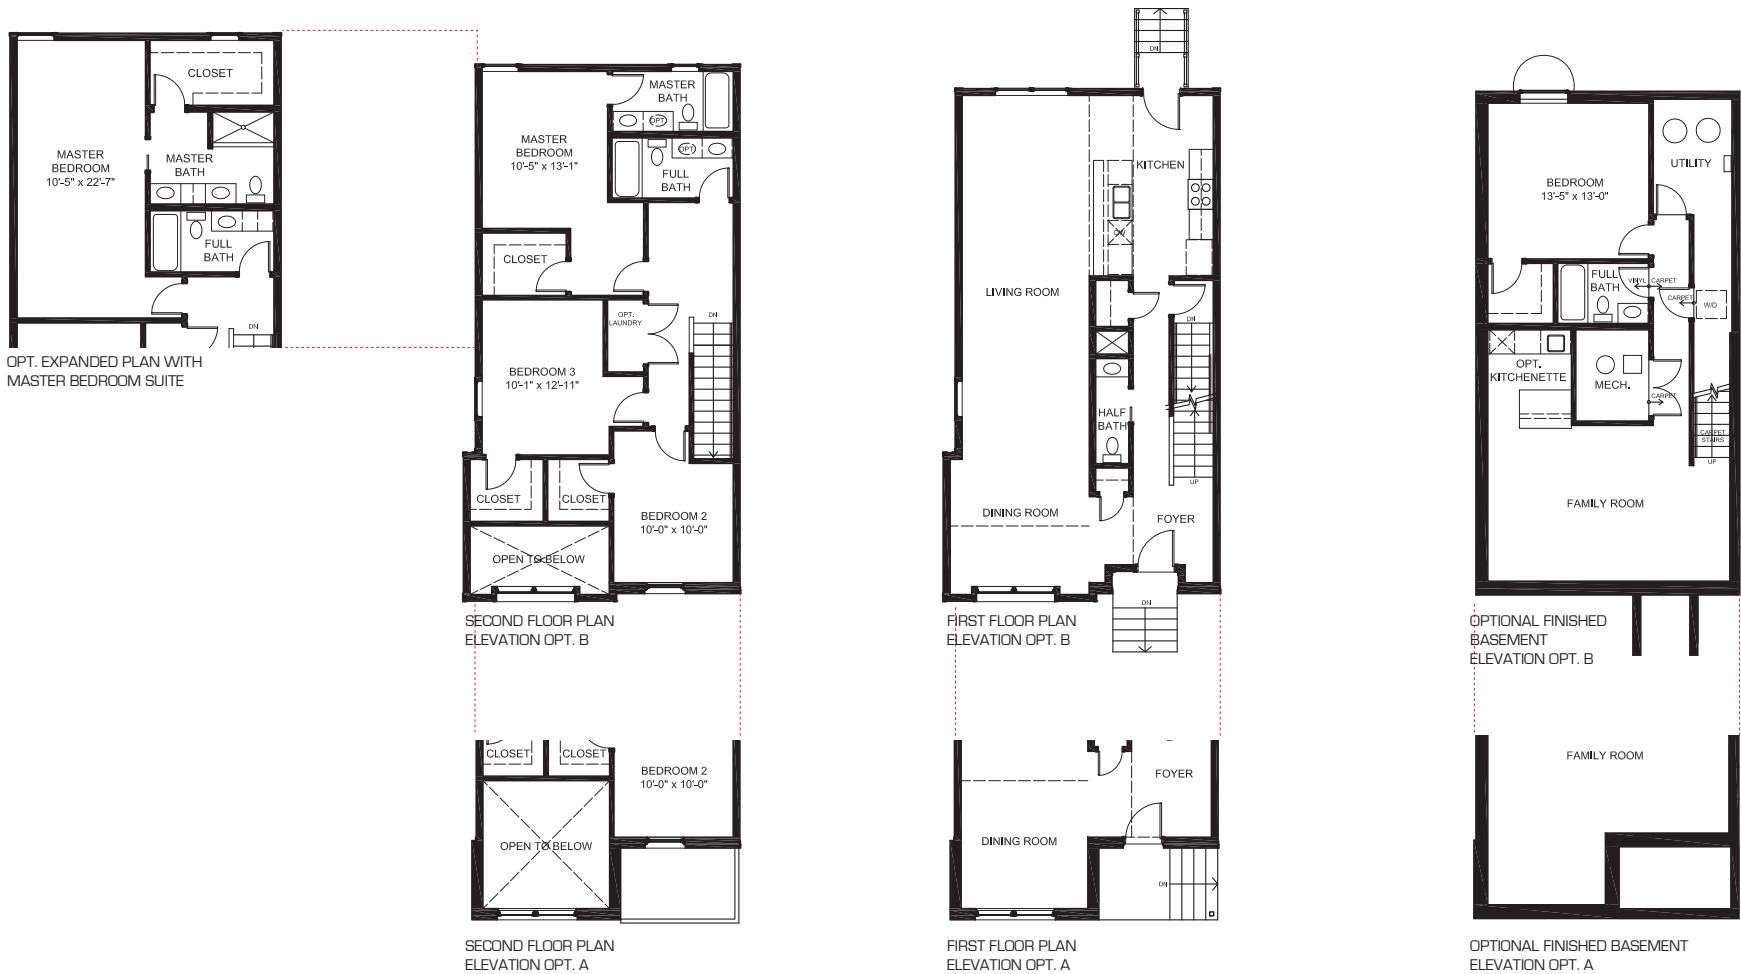 CLOSET
MASTER
BEDROOM
10'-5" x 22'-7"
MASTER
BATH
FULL
BATH
DN
OPT. EXPANDED PLAN WITH
MASTER BEDROOM SUITE
MASTER
BATH
OPT.
MASTER
BEDROOM
10'-5" x 13'-1"
OPT.
FULL
BATH
CLOSET
OPT.
LAUNDRY
DN
BEDROOM 3
10'-1" x 12'-11"
CLOSET
CLOSET
BEDROOM 2
10'-0" x 10'-0"
OPEN TO BELOW
SECOND FLOOR PLAN
ELEVATION OPT. B
CLOSET
CLOSET
BEDROOM 2
10'-0" x 10'-0"
OPEN TO BELOW
SECOND FLOOR PLAN
ELEVATION OPT. A
DN
KITCHEN
DW
LIVING ROOM
DN
HALF
BATH
UP
DINING ROOM
FOYER
DN
FIRST FLOOR PLAN
ELEVATION OPT. B
FOYER
DINING ROOM
DN
FIRST FLOOR PLAN
ELEVATION OPT. A
UTILITY
BEDROOM
13'-5" x 13'-0"
FULL
BATH
VINYL
CARPET
CARPET
W/D
OPT.
KITCHENETTE
MECH.
CARPET
CARPET
STAIRS
UP
FAMILY ROOM
OPTIONAL FINISHED
BASEMENT
ELEVATION OPT. B
FAMILY ROOM
OPTIONAL FINISHED BASEMENT
ELEVATION OPT. A